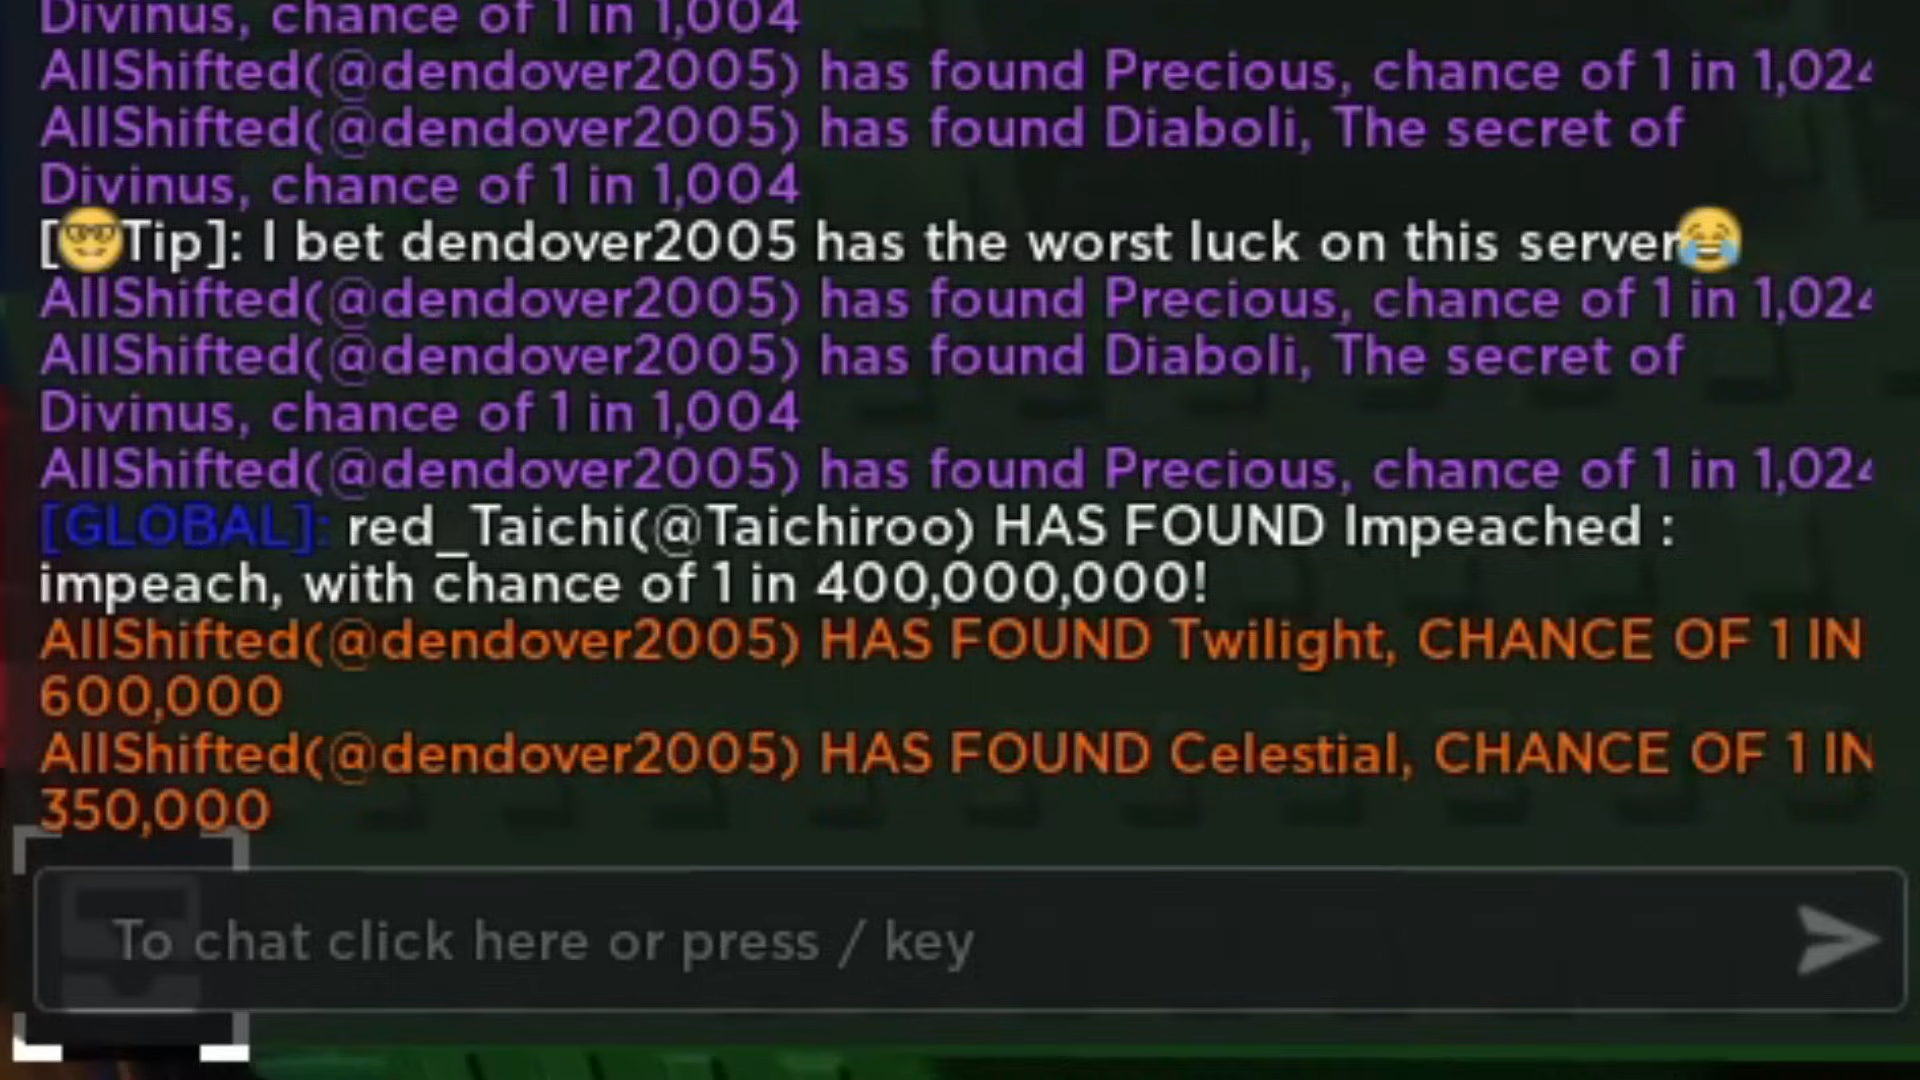 Divinus, chance of 1 in 1,004
AllShifted(@dendover2005) has found Precious, chance of 1 in 1,024
AllShifted(@dendover2005) has found Diaboli, The secret of
Divinus, chance of 1 in 1,004
[🤓Tip]: I bet dendover2005 has the worst luck on this server😂
AllShifted(@dendover2005) has found Precious, chance of 1 in 1,024
AllShifted(@dendover2005) has found Diaboli, The secret of
Divinus, chance of 1 in 1,004
AllShifted(@dendover2005) has found Precious, chance of 1 in 1,024
[GLOBAL]: red_Taichi(@Taichiroo) HAS FOUND Impeached :
impeach, with chance of 1 in 400,000,000!
AllShifted(@dendover2005) HAS FOUND Twilight, CHANCE OF 1 IN
600,000
AllShifted(@dendover2005) HAS FOUND Celestial, CHANCE OF 1 IN
350,000
To chat click here or press / key